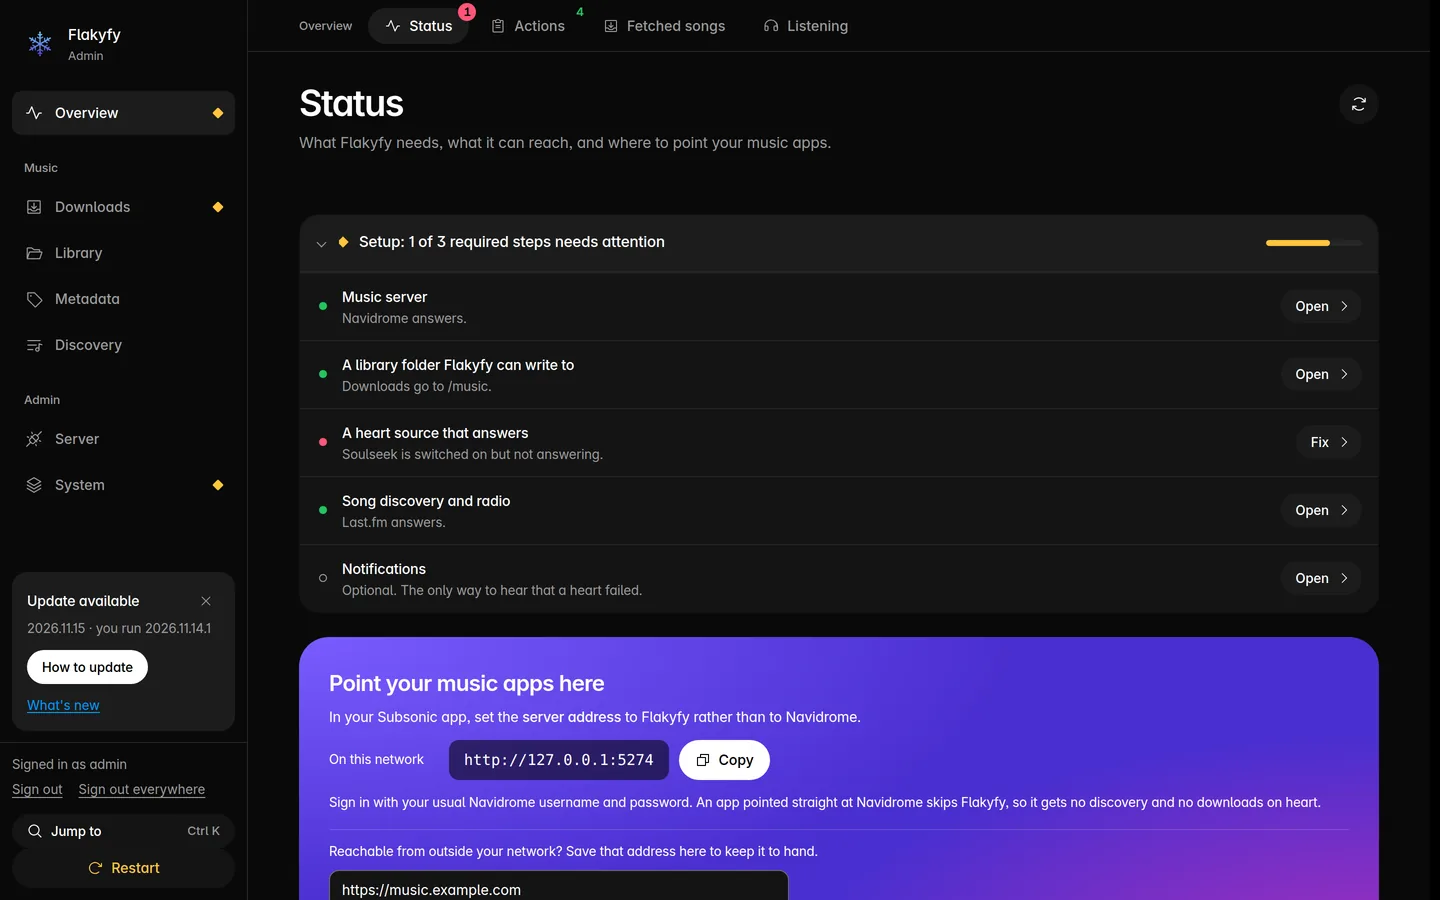 Flakyfy
Admin
Overview
Music
Downloads
Library
Metadata
Discovery
Admin
Server
System
Update available
2026.11.15 · you run 2026.11.14.1
How to update
What's new
Signed in as admin
Sign out Sign out everywhere
Jump to Ctrl K
Restart
Overview Status 1 Actions 4 Fetched songs Listening
Status
What Flakyfy needs, what it can reach, and where to point your music apps.
Setup: 1 of 3 required steps needs attention
Music server
Navidrome answers.
Open
A library folder Flakyfy can write to
Downloads go to /music.
Open
A heart source that answers
Soulseek is switched on but not answering.
Fix
Song discovery and radio
Last.fm answers.
Open
Notifications
Optional. The only way to hear that a heart failed.
Open
Point your music apps here
In your Subsonic app, set the server address to Flakyfy rather than to Navidrome.
On this network http://127.0.0.1:5274 Copy
Sign in with your usual Navidrome username and password. An app pointed straight at Navidrome skips Flakyfy, so it gets no discovery and no downloads on heart.
Reachable from outside your network? Save that address here to keep it to hand.
https://music.example.com